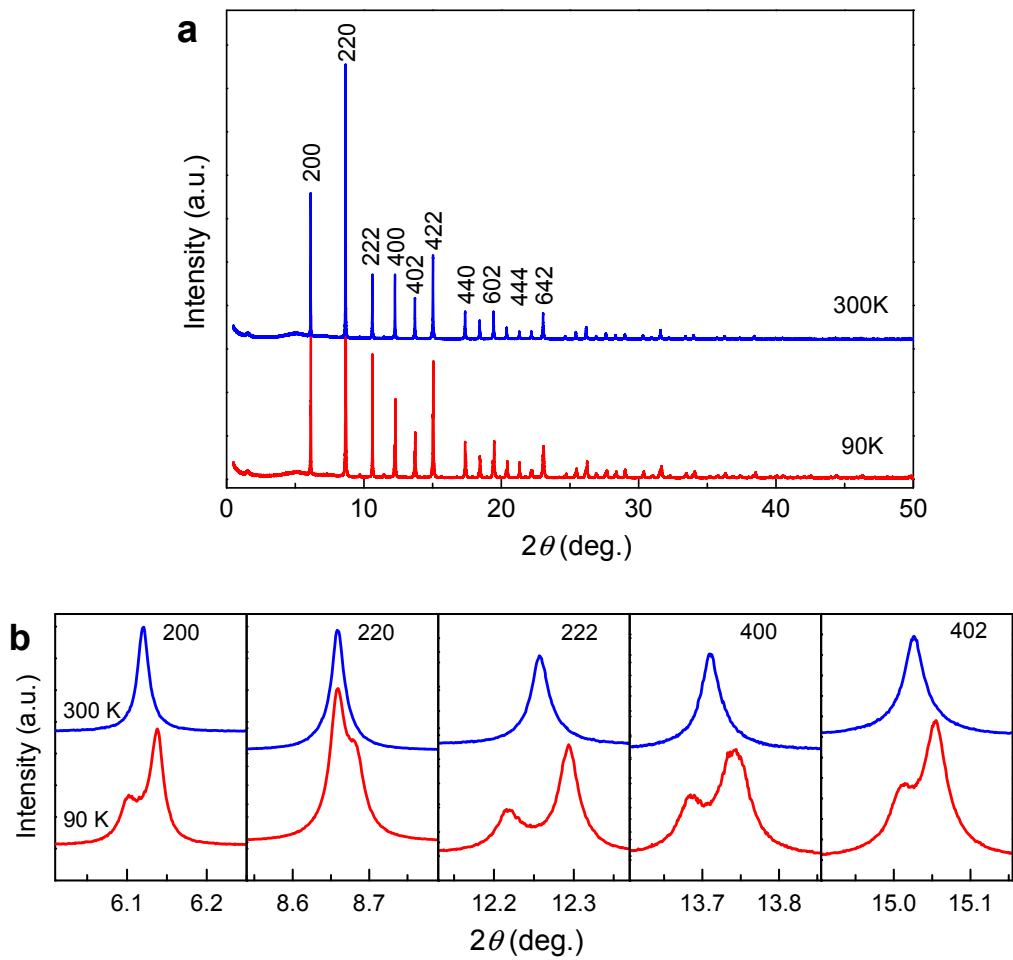 a
200
220
222
400
402
422
440
602
444
642
300K
90K
Intensity (a.u.)
0 10 20 30 40 50
2θ (deg.)
b
200 220 222 400 402
300 K
90 K
Intensity (a.u.)
6.1 6.2 8.6 8.7 12.2 12.3 13.7 13.8 15.0 15.1
2θ (deg.)